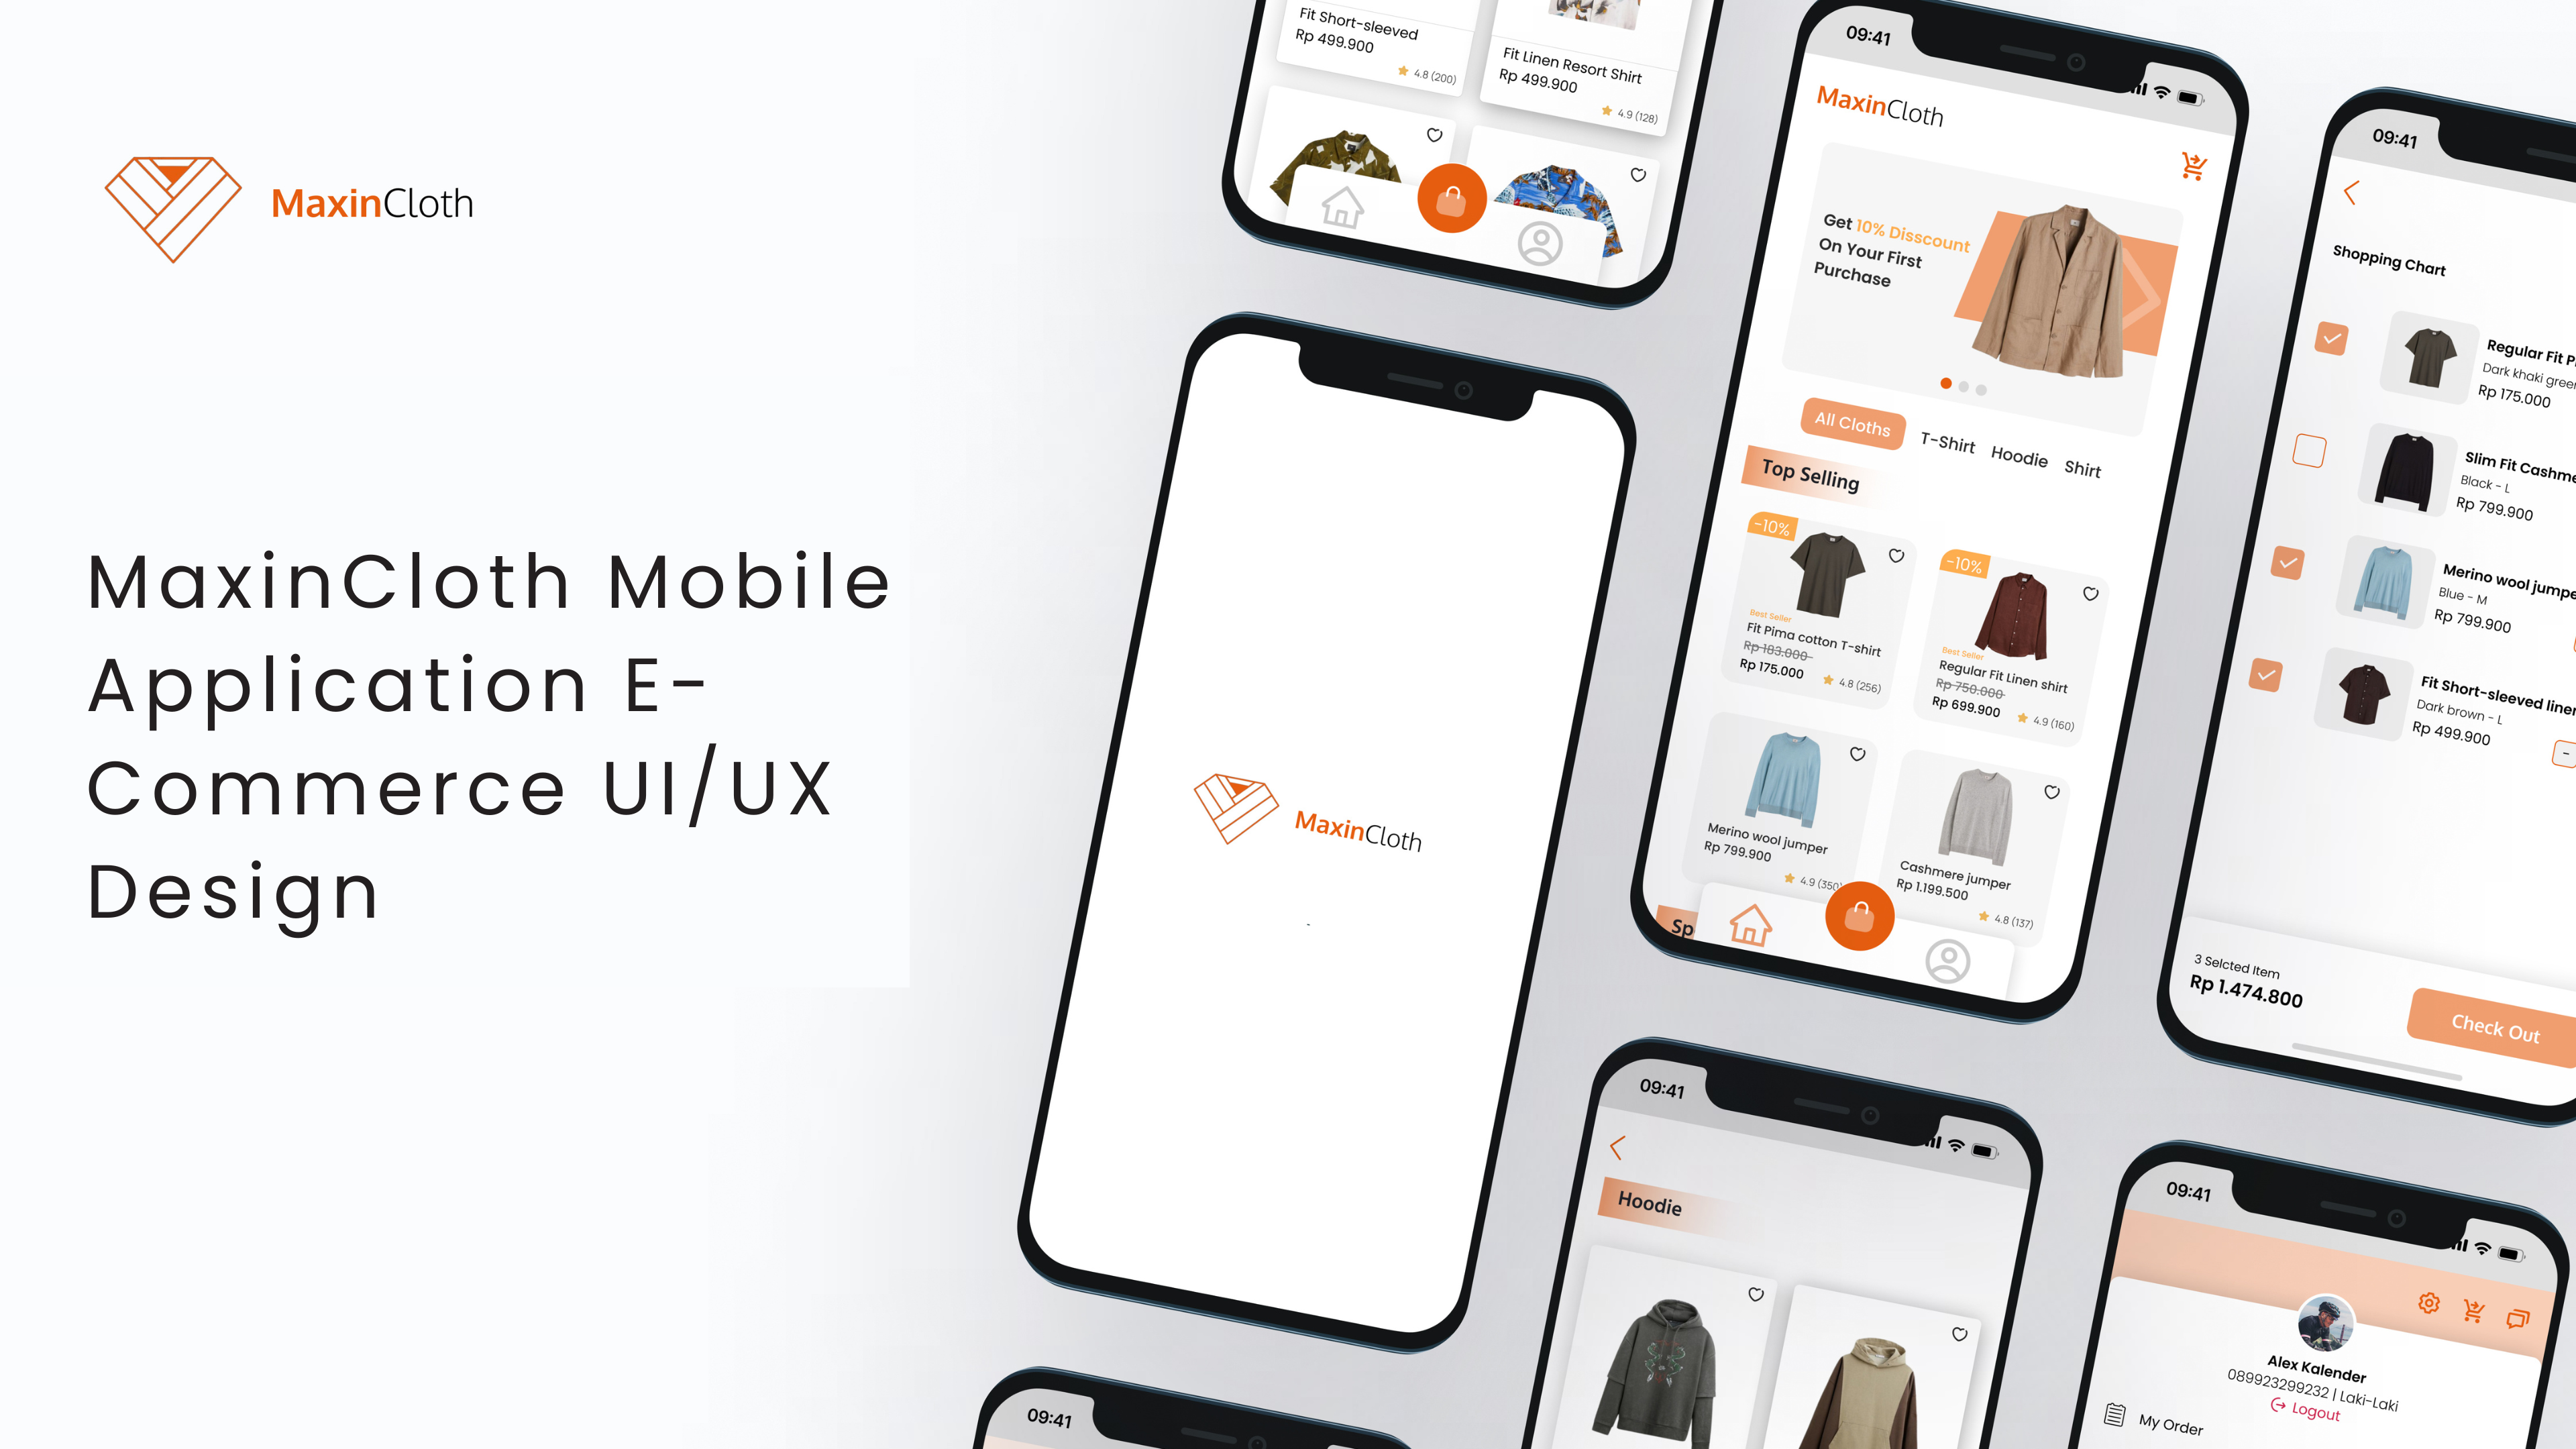 MaxinCloth
MaxinCloth Mobile
Application E-
Commerce UI/UX
Design
Fit Short-sleeved
Rp 499.900
4.8 (200)
Fit Linen Resort Shirt
Rp 499.900
4.9 (128)
MaxinCloth
09:41
MaxinCloth
Get 10% Disscount
On Your First
Purchase
All Cloths T-Shirt Hoodie Shirt
Top Selling
-10%
Best Seller
Fit Pima cotton T-shirt
Rp 183.000
Rp 175.000
4.8 (256)
-10%
Best Seller
Regular Fit Linen shirt
Rp 750.000
Rp 699.900
4.9 (160)
Merino wool jumper
Rp 799.900
4.9 (350)
Cashmere jumper
Rp 1.199.500
4.8 (137)
Sp
09:41
Shopping Chart
Regular Fit P
Dark khaki gree
Rp 175.000
Slim Fit Cashme
Black - L
Rp 799.900
Merino wool jumpe
Blue - M
Rp 799.900
Fit Short-sleeved linen
Dark brown - L
Rp 499.900
-
3 Selcted Item
Rp 1.474.800
Check Out
09:41
Hoodie
09:41
Alex Kalender
089923299232 | Laki-Laki
Logout
My Order
09:41